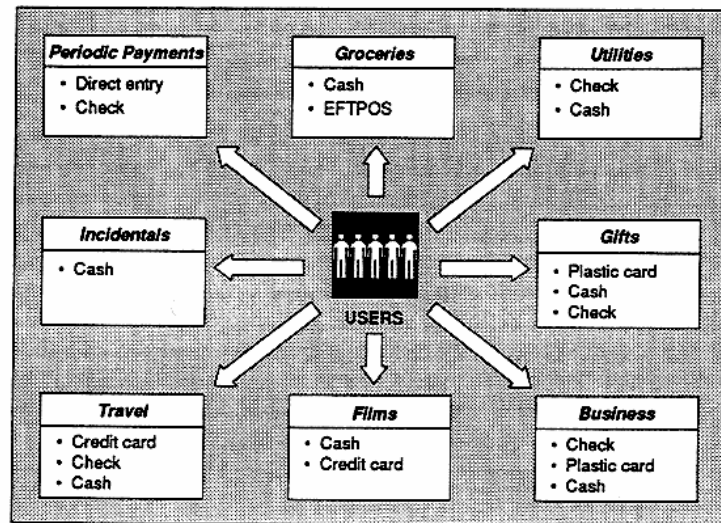 Periodic Payments
• Direct entry
• Check
Groceries
• Cash
• EFTPOS
Utilities
• Check
• Cash
Incidentals
• Cash
USERS
Gifts
• Plastic card
• Cash
• Check
Travel
• Credit card
• Check
• Cash
Films
• Cash
• Credit card
Business
• Check
• Plastic card
• Cash